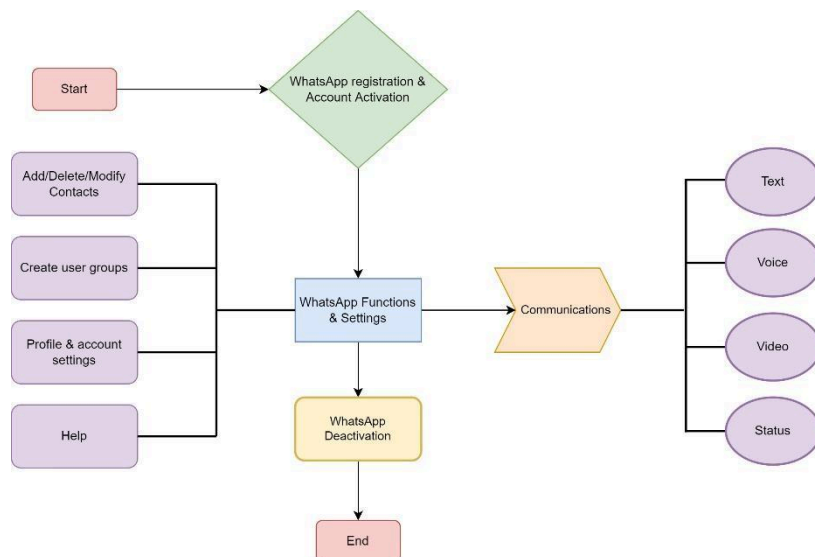 WhatsApp registration &
Account Activation
Start
Add/Delete/Modify
Contacts
Text
Create user groups
Voice
WhatsApp Functions
& Settings
Communications
Profile & account
settings
Video
WhatsApp
Deactivation
Help
Status
End